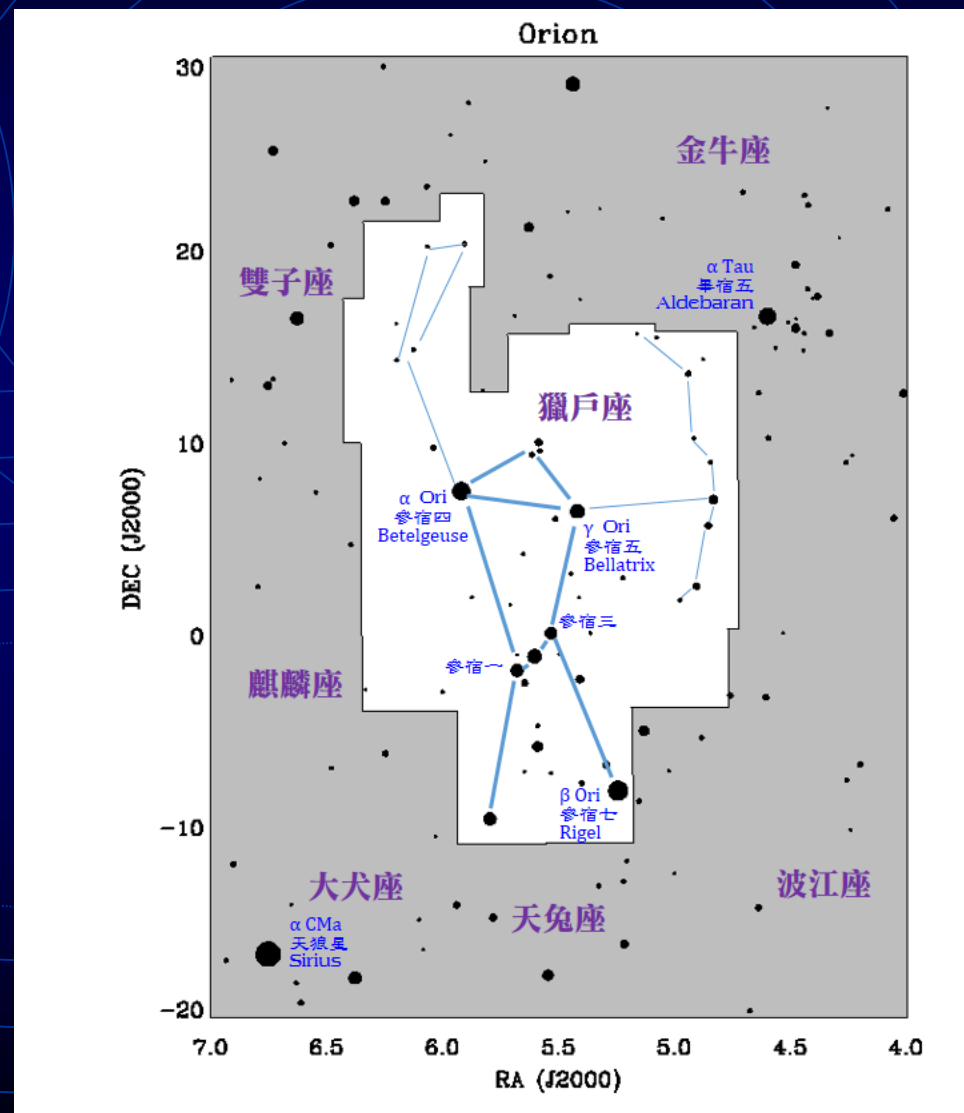 Orion
30
金牛座
20
雙子座
α Tau
畢宿五
Aldebaran
獵戶座
10
α Ori
參宿四
Betelgeuse
γ Ori
參宿五
Bellatrix
DEC (J2000)
0
參宿三
參宿一
麒麟座
β Ori
參宿七
Rigel
-10
大犬座
天兔座
波江座
α CMa
天狼星
Sirius
-20
7.0 6.5 6.0 5.5 5.0 4.5 4.0
RA (J2000)